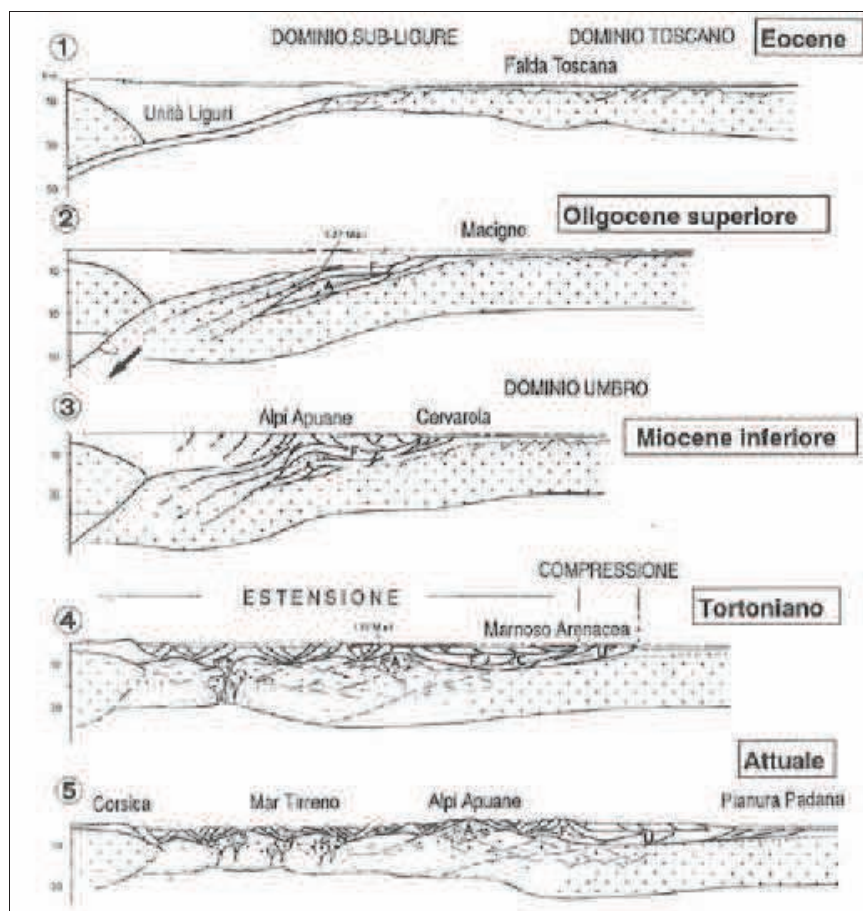 1
DOMINIO SUB-LIGURE DOMINIO TOSCANO Eocene
Falda Toscana
Unità Liguri
2
Oligocene superiore
Macigno
3
DOMINIO UMBRO
Alpi Apuane Cervarola
Miocene inferiore
COMPRESSIONE
ESTENSIONE
Tortoniano
4
Marnoso Arenacea
A
Attuale
5
Corsica Mar Tirreno Alpi Apuane Pianura Padana
A